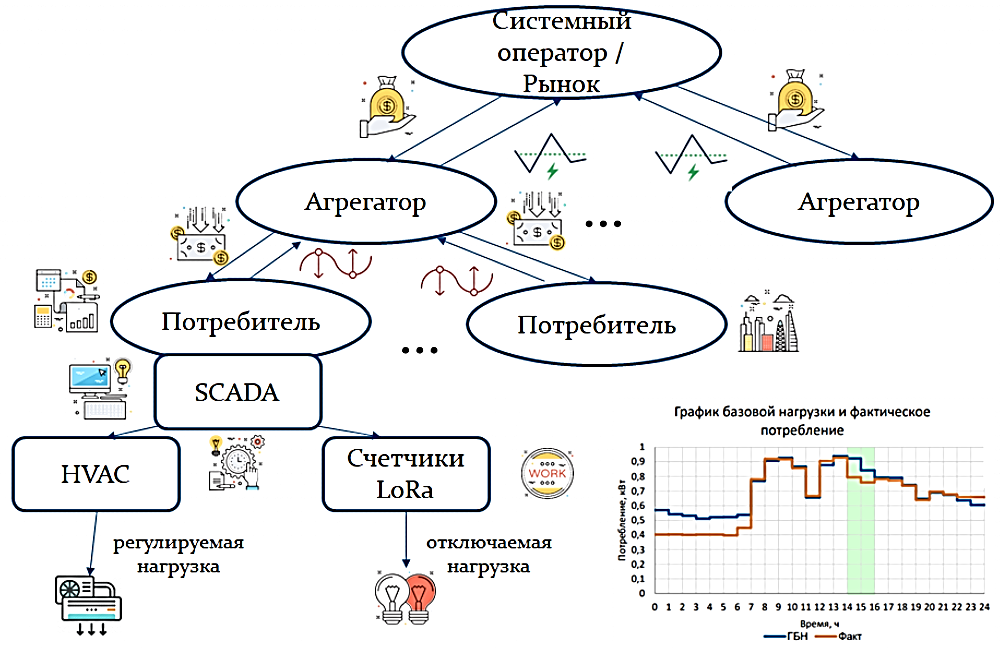 Системный
оператор /
Рынок
$
$
Агрегатор
Агрегатор
$
$
...
$
Потребитель
Потребитель
...
SCADA
HVAC
Счетчики
LoRa
WORK
регулируемая
нагрузка
отключаемая
нагрузка
График базовой нагрузки и фактическое
потребление
Потребление, кВт
1
0,9
0,8
0,7
0,6
0,5
0,4
0,3
0,2
0,1
0
0 1 2 3 4 5 6 7 8 9 10 11 12 13 14 15 16 17 18 19 20 21 22 23 24
Время, ч
ГБН Факт